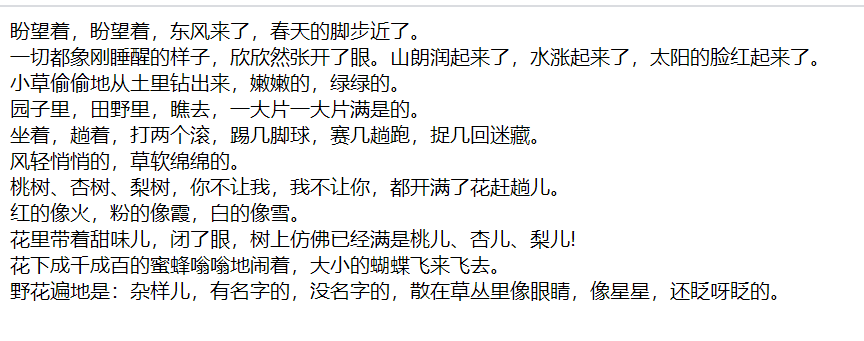 盼望着，盼望着，东风来了，春天的脚步近了。
一切都象刚睡醒的样子，欣欣然张开了眼。山朗润起来了，水涨起来了，太阳的脸红起来了。
小草偷偷地从土里钻出来，嫩嫩的，绿绿的。
园子里，田野里，瞧去，一大片一大片满是的。
坐着，趟着，打两个滚，踢几脚球，赛几趟跑，捉几回迷藏。
风轻悄悄的，草软绵绵的。
桃树、杏树、梨树，你不让我，我不让你，都开满了花赶趟儿。
红的像火，粉的像霞，白的像雪。
花里带着甜味儿，闭了眼，树上仿佛已经满是桃儿、杏儿、梨儿!
花下成千成百的蜜蜂嗡嗡地闹着，大小的蝴蝶飞来飞去。
野花遍地是：杂样儿，有名字的，没名字的，散在草丛里像眼睛，像星星，还眨呀眨的。